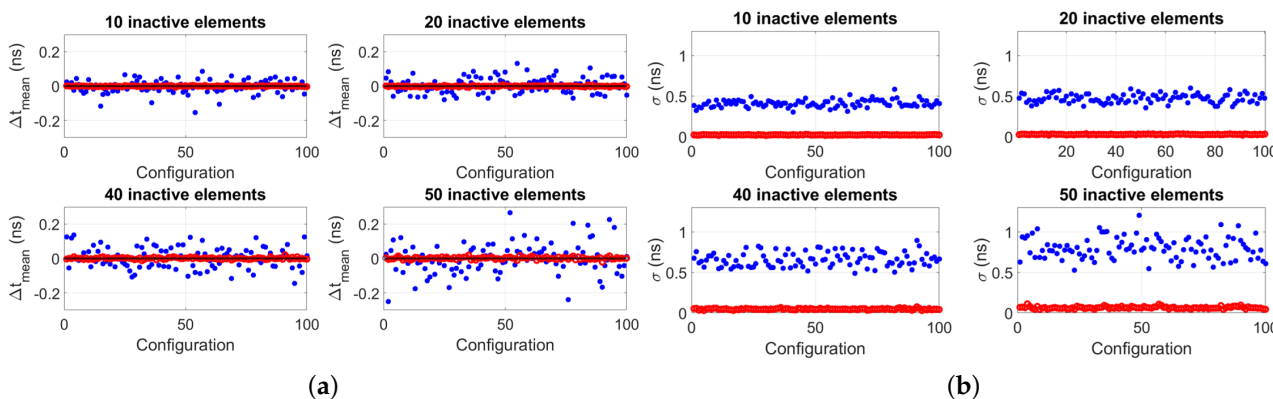 10 inactive elements
Δt_mean (ns)
0.2
0
-0.2
0 50 100
Configuration
20 inactive elements
Δt_mean (ns)
0.2
0
-0.2
0 50 100
Configuration
40 inactive elements
Δt_mean (ns)
0.2
0
-0.2
0 50 100
Configuration
50 inactive elements
Δt_mean (ns)
0.2
0
-0.2
0 50 100
Configuration
(a)
10 inactive elements
σ (ns)
1
0.5
0
0 50 100
Configuration
20 inactive elements
σ (ns)
1
0.5
0
20 40 60 80 100
Configuration
40 inactive elements
σ (ns)
1
0.5
0
0 50 100
Configuration
50 inactive elements
σ (ns)
1
0.5
0
0 50 100
Configuration
(b)